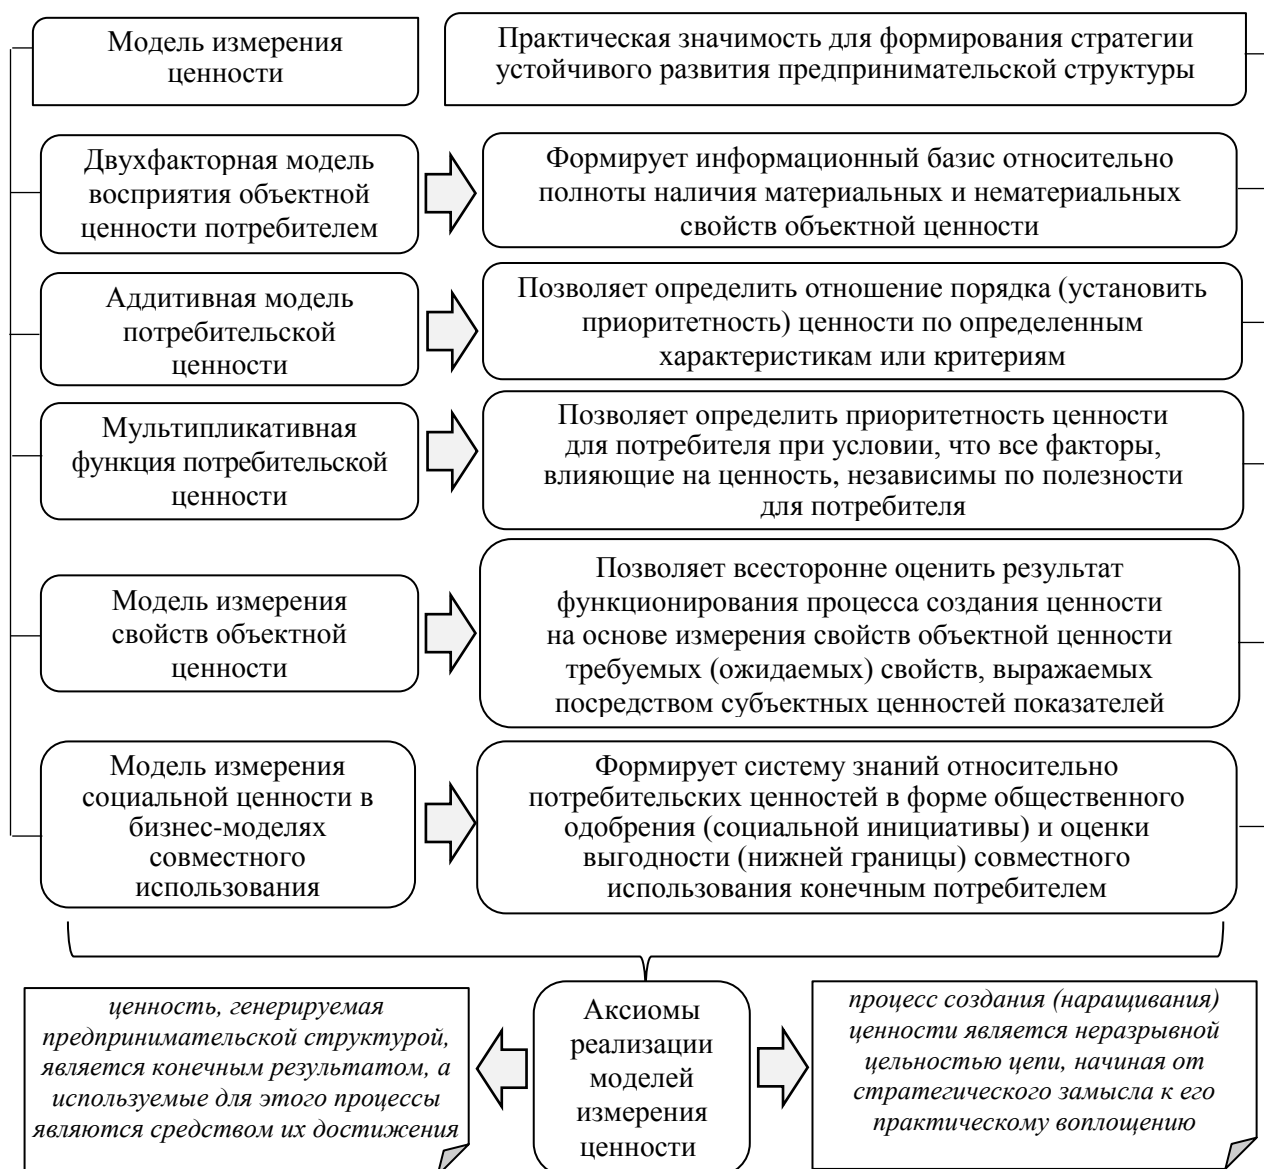 Модель измерения
ценности
Практическая значимость для формирования стратегии
устойчивого развития предпринимательской структуры
Двухфакторная модель
восприятия объектной
ценности потребителем
Формирует информационный базис относительно
полноты наличия материальных и нематериальных
свойств объектной ценности
Аддитивная модель
потребительской
ценности
Позволяет определить отношение порядка (установить
приоритетность) ценности по определенным
характеристикам или критериям
Мультипликативная
функция потребительской
ценности
Позволяет определить приоритетность ценности
для потребителя при условии, что все факторы,
влияющие на ценность, независимы по полезности
для потребителя
Модель измерения
свойств объектной
ценности
Позволяет всесторонне оценить результат
функционирования процесса создания ценности
на основе измерения свойств объектной ценности
требуемых (ожидаемых) свойств, выражаемых
посредством субъектных ценностей показателей
Модель измерения
социальной ценности в
бизнес-моделях
совместного
использования
Формирует систему знаний относительно
потребительских ценностей в форме общественного
одобрения (социальной инициативы) и оценки
выгодности (нижней границы) совместного
использования конечным потребителем
ценность, генерируемая
предпринимательской структурой,
является конечным результатом, а
используемые для этого процессы
являются средством их достижения
Аксиомы
реализации
моделей
измерения
ценности
процесс создания (наращивания)
ценности является неразрывной
цельностью цепи, начиная от
стратегического замысла к его
практическому воплощению